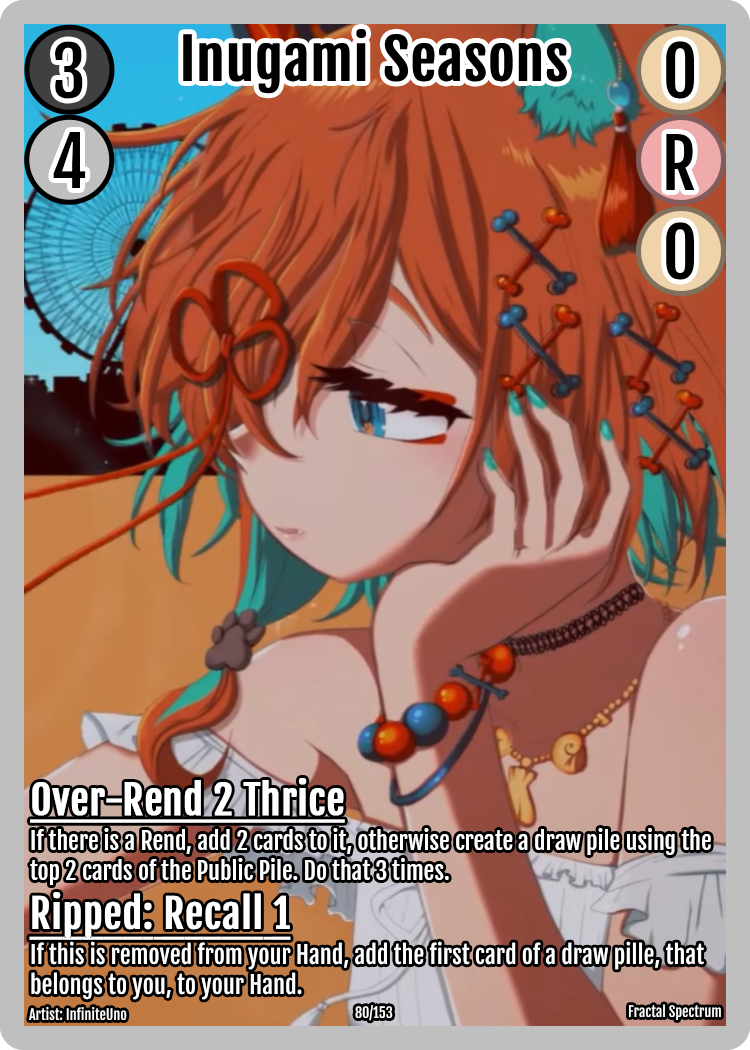 Inugami Seasons
3
4
O
R
O
Over-Rend 2 Thrice
If there is a Rend, add 2 cards to it, otherwise create a draw pile using the
top 2 cards of the Public Pile. Do that 3 times.
Ripped: Recall 1
If this is removed from your Hand, add the first card of a draw pille, that
belongs to you, to your Hand.
Artist: InfiniteUno
80/153
Fractal Spectrum